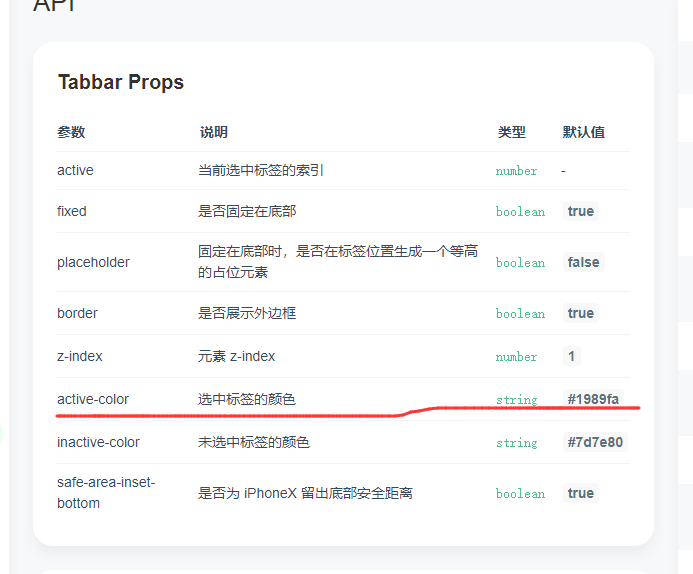 API
Tabbar Props
参数 说明 类型 默认值
active 当前选中标签的索引 number -
fixed 是否固定在底部 boolean true
placeholder 固定在底部时，是否在标签位置生成一个等高 boolean false
的占位元素
border 是否展示外边框 boolean true
z-index 元素 z-index number 1
active-color 选中标签的颜色 string #1989fa
inactive-color 未选中标签的颜色 string #7d7e80
safe-area-inset- 是否为 iPhoneX 留出底部安全距离 boolean true
bottom